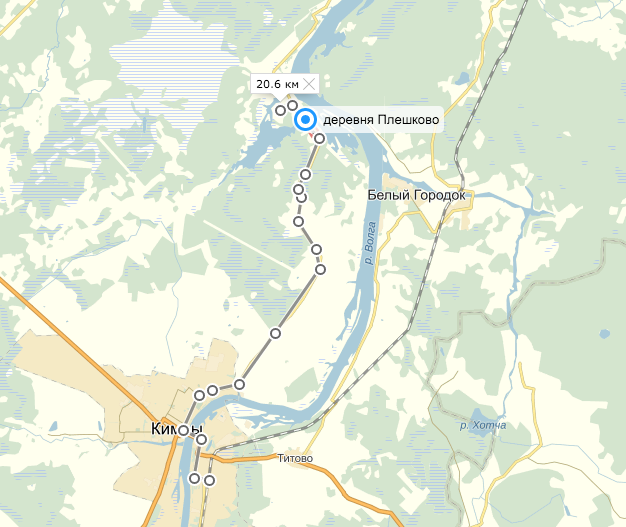 20.6 км
деревня Плешково
Белый Городок
р. Волга
Кимры
р. Хотча
Титово